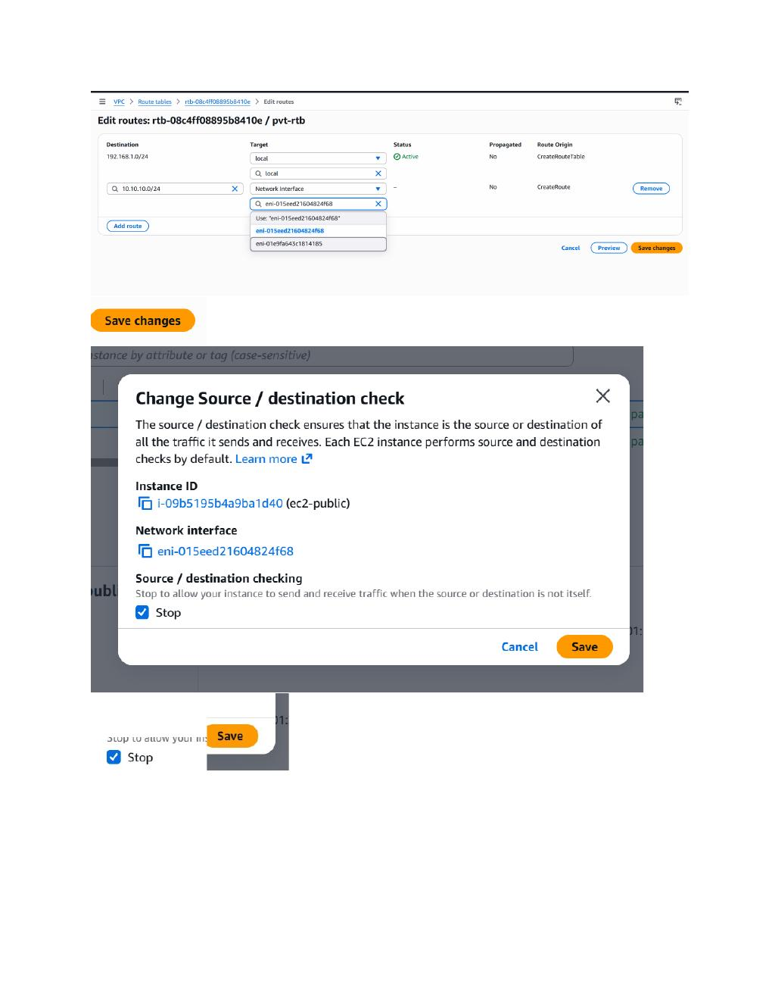 VPC > Route tables > rtb-08c4ff08895b8410e > Edit routes
Edit routes: rtb-08c4ff08895b8410e / pvt-rtb
Destination Target Status Propagated Route Origin
192.168.1.0/24 local Active No CreateRouteTable
local
10.10.10.0/24 Network Interface – No CreateRoute Remove
eni-015eed21604824f68
Use: "eni-015eed21604824f68"
Add route
eni-015eed21604824f68
eni-01e9fa643c1814185
Cancel Preview Save changes
Save changes
nstance by attribute or tag (case-sensitive)
Change Source / destination check
The source / destination check ensures that the instance is the source or destination of
all the traffic it sends and receives. Each EC2 instance performs source and destination
checks by default. Learn more
pa
pa
Instance ID
i-09b5195b4a9ba1d40 (ec2-public)
Network interface
eni-015eed21604824f68
Source / destination checking
publi
Stop to allow your instance to send and receive traffic when the source or destination is not itself.
Stop
01:
Cancel Save
01:
Save
Stop to allow your ins
Stop